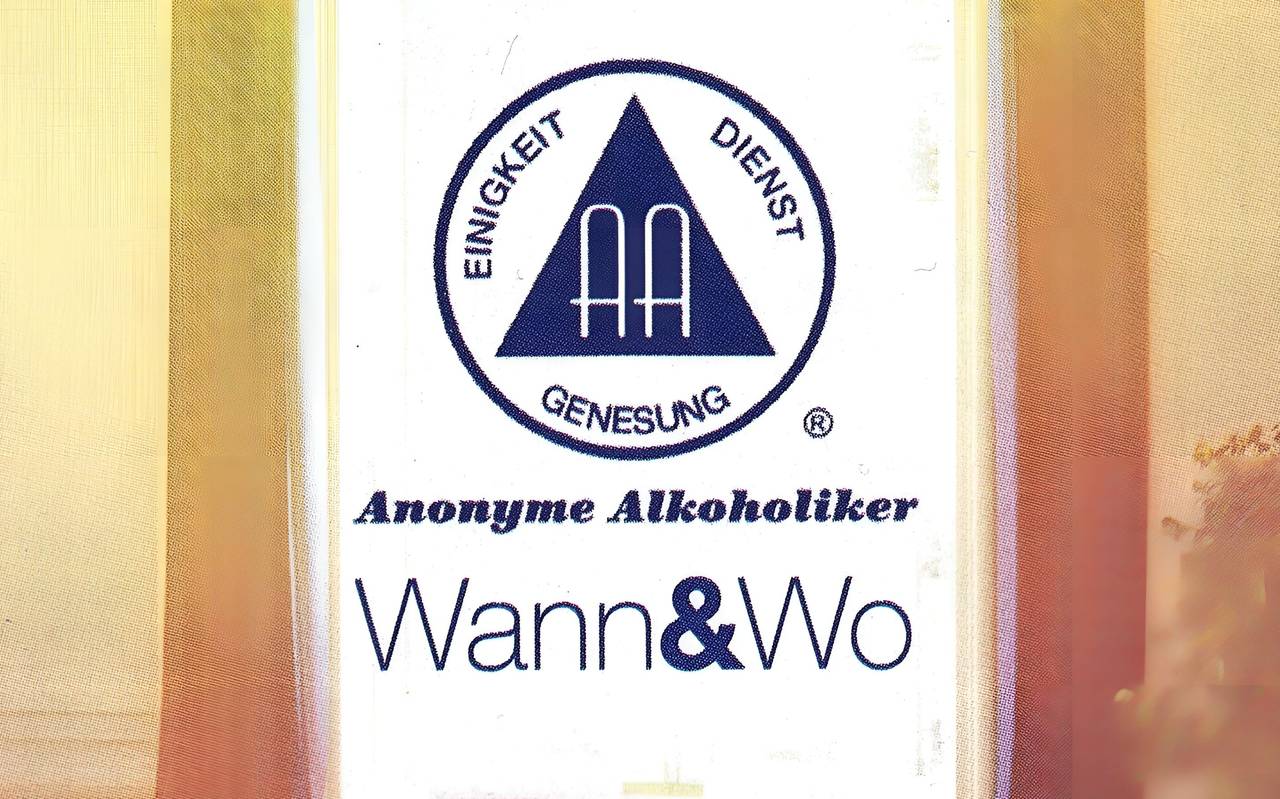 EINIGKEIT
DIENST
AA
GENESUNG
®
Anonyme Alkoholiker
Wann&Wo